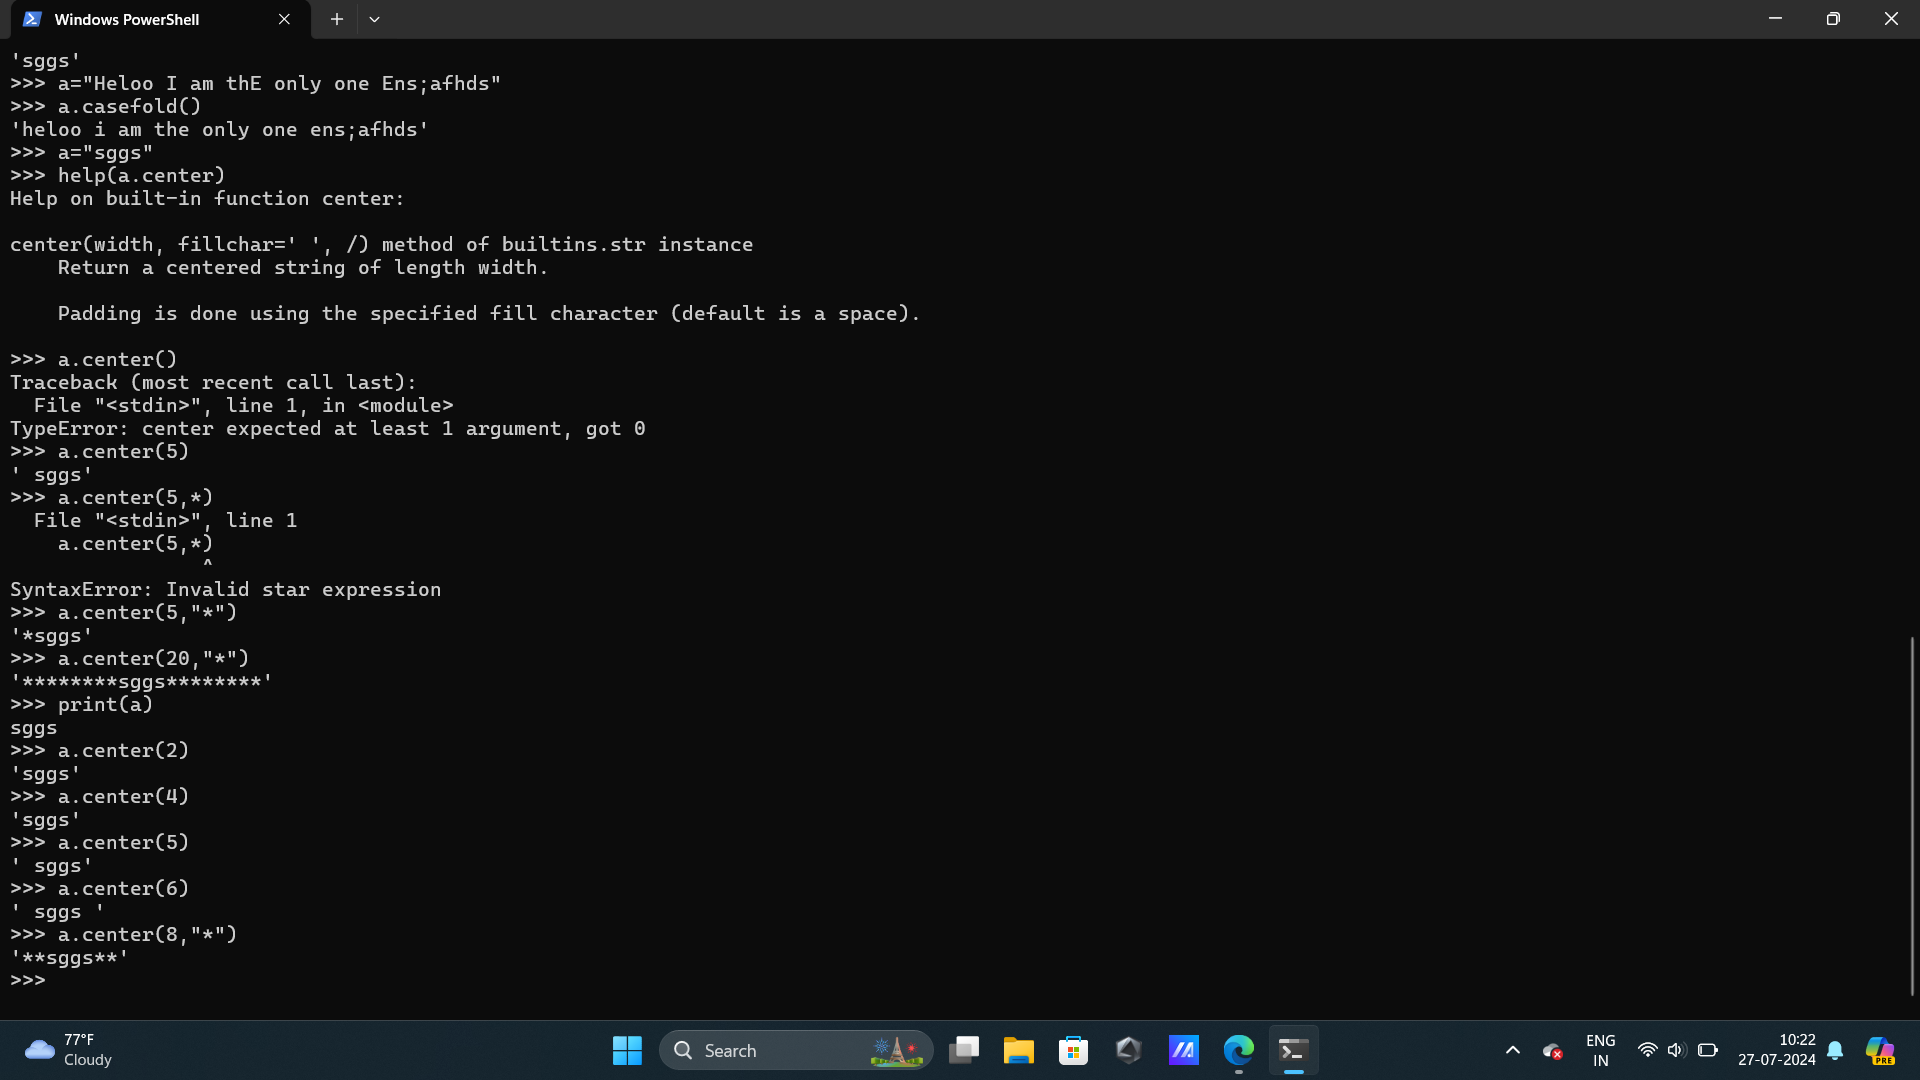 Windows PowerShell
'sggs'
>>> a="Heloo I am thE only one Ens;afhds"
>>> a.casefold()
'heloo i am the only one ens;afhds'
>>> a="sggs"
>>> help(a.center)
Help on built-in function center:
center(width, fillchar=' ', /) method of builtins.str instance
    Return a centered string of length width.
    Padding is done using the specified fill character (default is a space).
>>> a.center()
Traceback (most recent call last):
  File "<stdin>", line 1, in <module>
TypeError: center expected at least 1 argument, got 0
>>> a.center(5)
' sggs'
>>> a.center(5,*)
  File "<stdin>", line 1
    a.center(5,*)
                ^
SyntaxError: Invalid star expression
>>> a.center(5,"*")
'*sggs'
>>> a.center(20,"*")
'********sggs********'
>>> print(a)
sggs
>>> a.center(2)
'sggs'
>>> a.center(4)
'sggs'
>>> a.center(5)
' sggs'
>>> a.center(6)
' sggs '
>>> a.center(8,"*")
'**sggs**'
>>>
77°F
Cloudy
Search
ENG
IN
10:22
27-07-2024
PRE